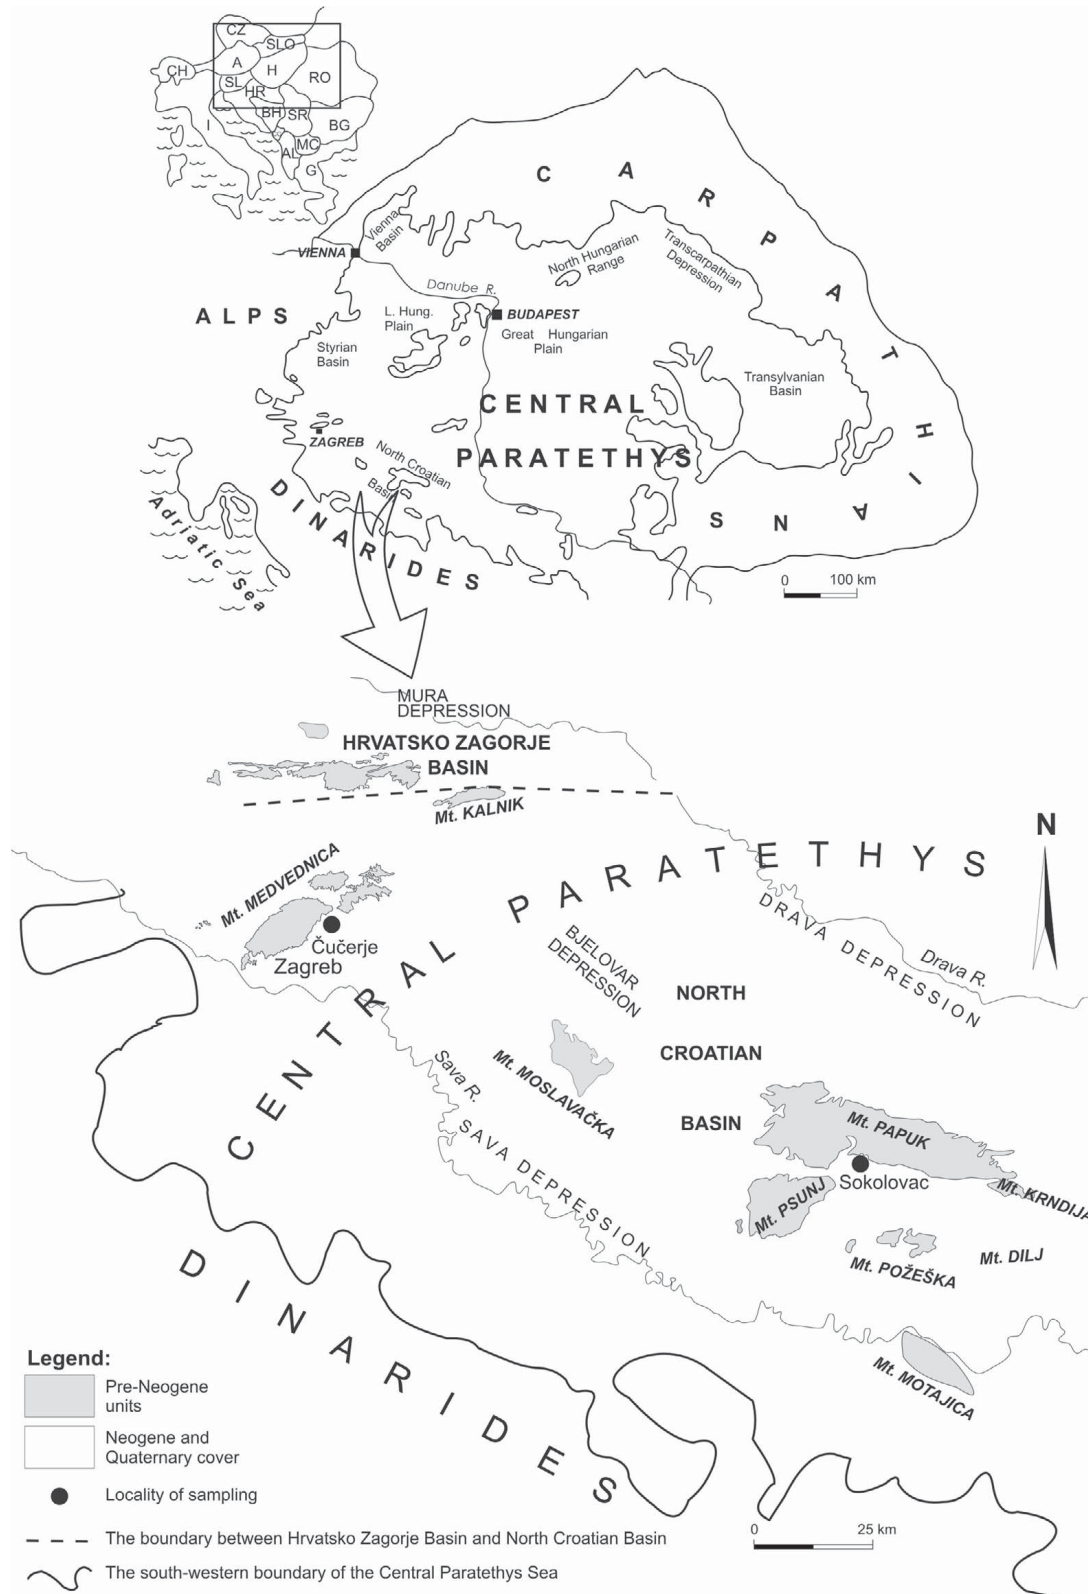 CZ
SLO
CH
A
H
RO
SL
HR
I
BH
SR
BG
MC
AL
G
C A R P A T H I A N S
Vienna
Basin
VIENNA
North Hungarian
Range
Transcarpathian
Depression
Danube R.
ALPS
L. Hung.
Plain
BUDAPEST
Great Hungarian
Plain
Styrian
Basin
Transylvanian
Basin
CENTRAL
PARATETHYS
ZAGREB
North Croatian
Basin
DINARIDES
Adriatic Sea
0 100 km
MURA
DEPRESSION
HRVATSKO ZAGORJE
BASIN
Mt. KALNIK
N
Mt. MEDVEDNICA
Čučerje
Zagreb
CENTRAL PARATETHYS
DRAVA DEPRESSION
Drava R.
BJELOVAR
DEPRESSION
NORTH
CROATIAN
BASIN
Mt. MOSLAVAČKA
Sava R.
SAVA DEPRESSION
Mt. PAPUK
Sokolovac
Mt. PSUNJ
Mt. KRNDIJA
Mt. POŽEŠKA
Mt. DILJ
Mt. MOTAJICA
DINARIDES
Legend:
Pre-Neogene
units
Neogene and
Quaternary cover
Locality of sampling
The boundary between Hrvatsko Zagorje Basin and North Croatian Basin
The south-western boundary of the Central Paratethys Sea
0 25 km